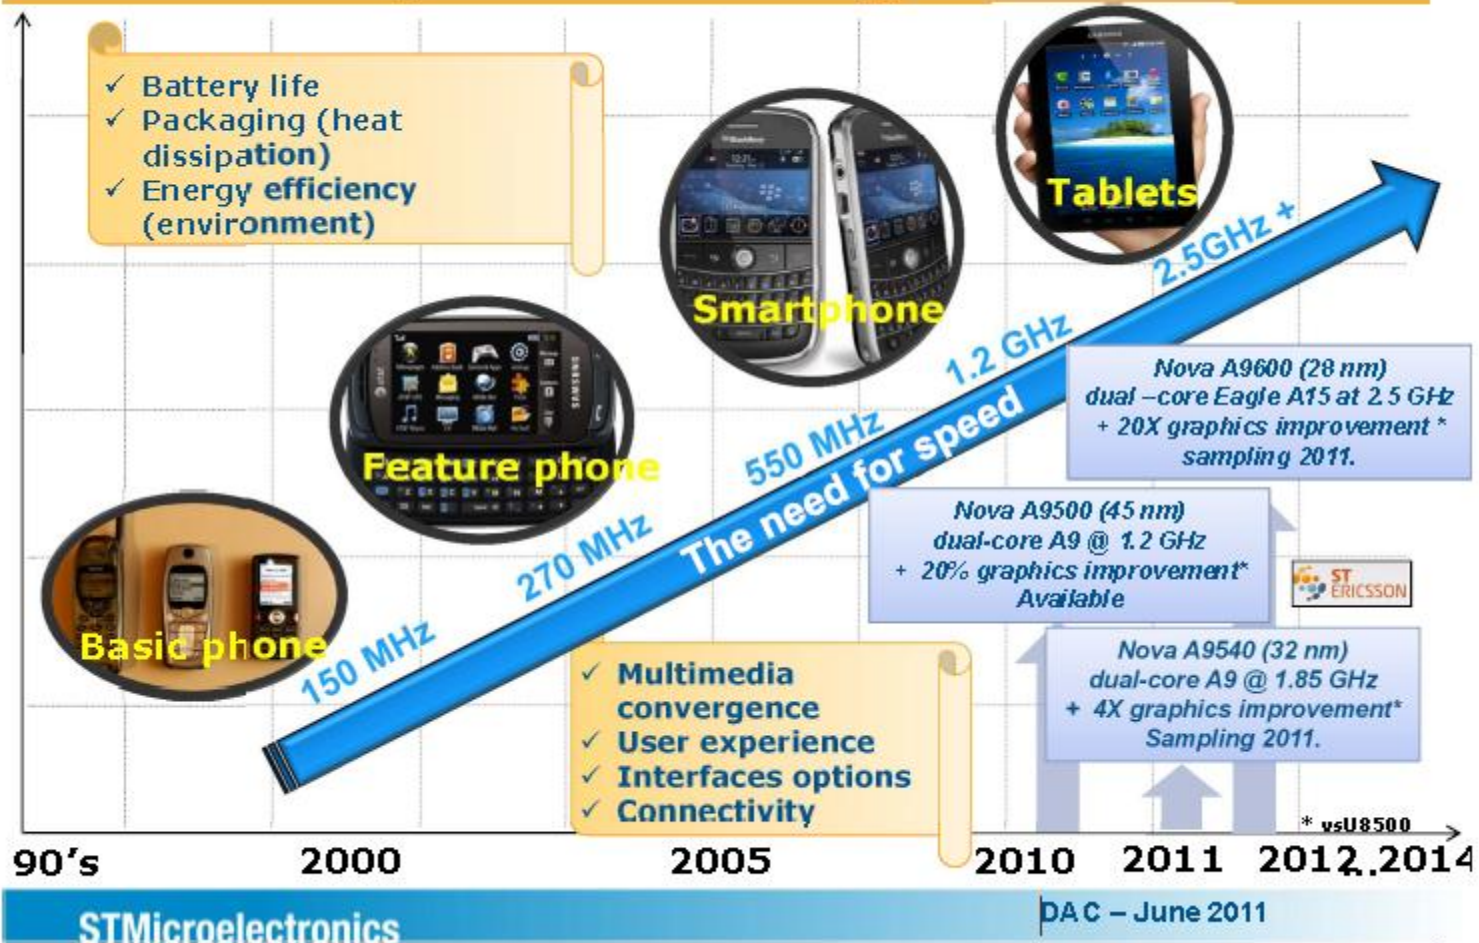 Battery life
Packaging (heat
dissipation)
Energy efficiency
(environment)
Tablets
2.5GHz +
Smartphone
SAMSUNG
1.2 GHz
Feature phone
550 MHz
The need for speed
270 MHz
Basic phone
150 MHz
Nova A9600 (28 nm)
dual –core Eagle A15 at 2.5 GHz
+ 20X graphics improvement *
sampling 2011.
Nova A9500 (45 nm)
dual-core A9 @ 1.2 GHz
+ 20% graphics improvement*
Available
ST
ERICSSON
Nova A9540 (32 nm)
dual-core A9 @ 1.85 GHz
+ 4X graphics improvement*
Sampling 2011.
Multimedia
convergence
User experience
Interfaces options
Connectivity
* vsU8500
90's 2000 2005 2010 2011 2012 2014
STMicroelectronics
DAC – June 2011